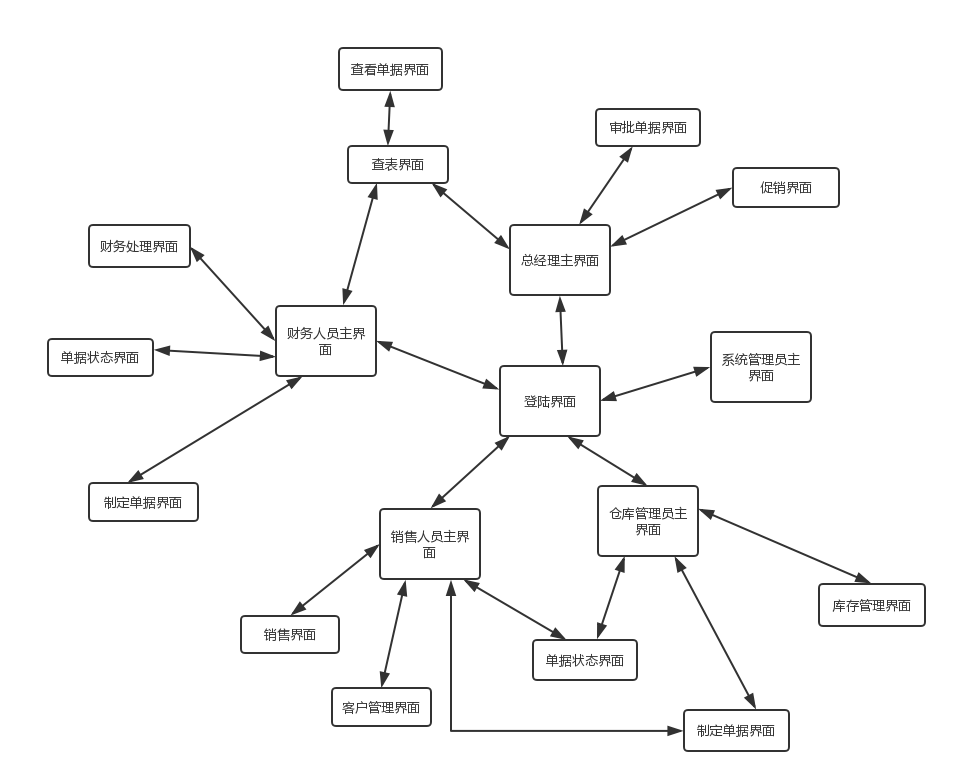 查看单据界面
审批单据界面
查表界面
促销界面
财务处理界面
总经理主界面
财务人员主界
面
单据状态界面
系统管理员主
界面
登陆界面
制定单据界面
仓库管理员主
界面
销售人员主界
面
库存管理界面
销售界面
单据状态界面
客户管理界面
制定单据界面